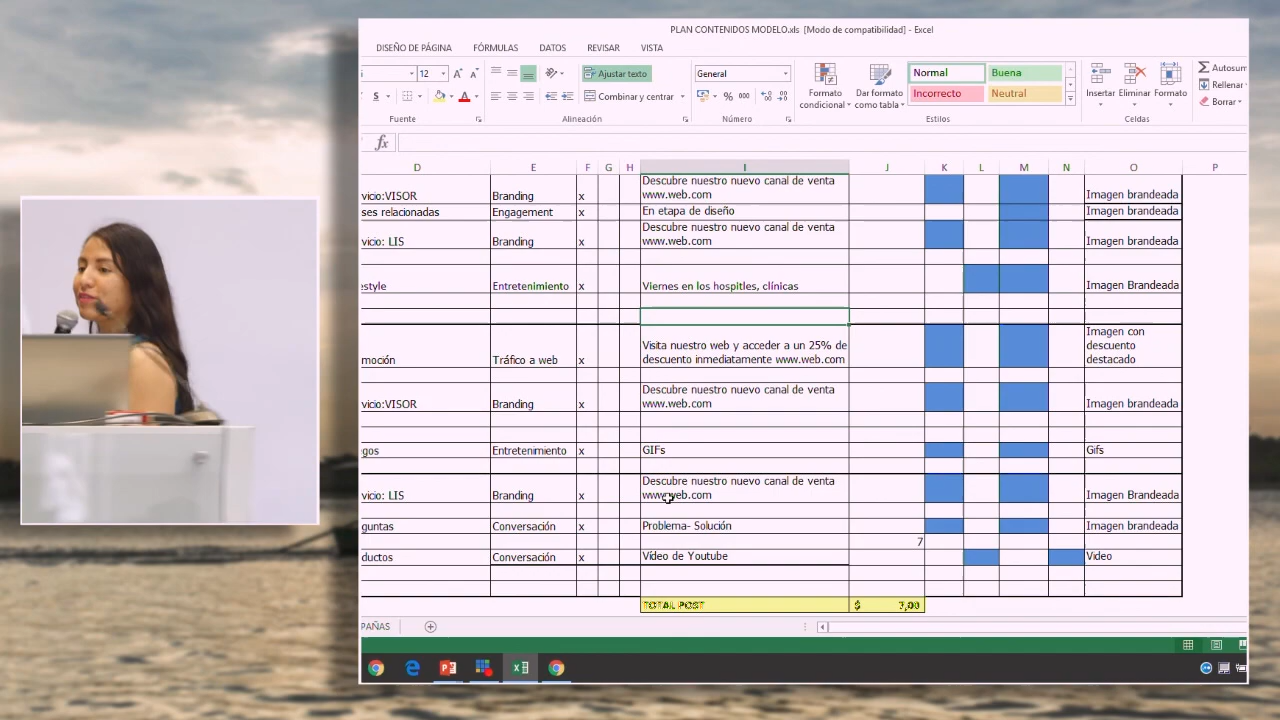 PLAN CONTENIDOS MODELO.xls [Modo de compatibilidad] - Excel
DISEÑO DE PÁGINA FÓRMULAS DATOS REVISAR VISTA
12 A A Ajustar texto General Normal Buena Autosum
S A Combinar y centrar % 000 Formato condicional Dar formato como tabla Incorrecto Neutral Insertar Eliminar Formato Rellenar
Borrar
Fuente Alineación Número Estilos Celdas
fx
D E F G H I J K L M N O P
Descubre nuestro nuevo canal de venta
vicio:VISOR Branding x www.web.com Imagen brandeada
ses relacionadas Engagement x En etapa de diseño Imagen brandeada
Descubre nuestro nuevo canal de venta
vicio: LIS Branding x www.web.com Imagen brandeada
estyle Entretenimiento x Viernes en los hospitles, clínicas Imagen Brandeada
Imagen con
Visita nuestro web y acceder a un 25% de descuento
moción Tráfico a web x descuento inmediatamente www.web.com destacado
Descubre nuestro nuevo canal de venta
vicio:VISOR Branding x www.web.com Imagen brandeada
egos Entretenimiento x GIFs Gifs
Descubre nuestro nuevo canal de venta
vicio: LIS Branding x www.web.com Imagen Brandeada
guntas Conversación x Problema- Solución Imagen brandeada
7
ductos Conversación x Vídeo de Youtube Video
TOTAL POST $ 7,00
PAÑAS